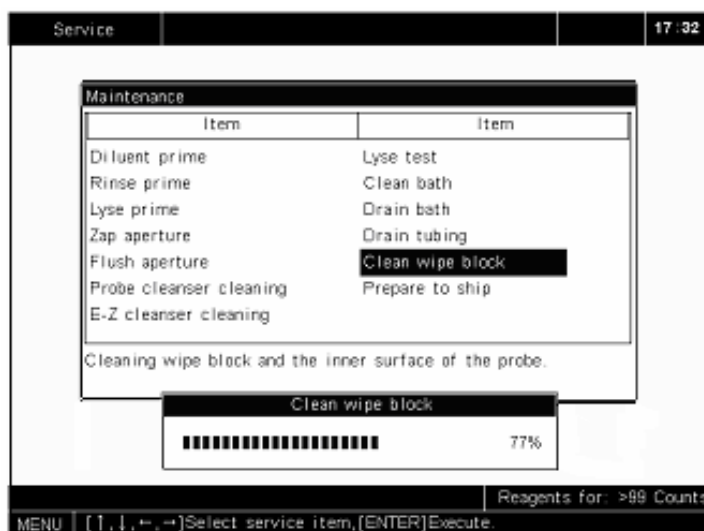 Service 17:32
Maintenance
Item Item
Diluent prime Lyse test
Rinse prime Clean bath
Lyse prime Drain bath
Zap aperture Drain tubing
Flush aperture Clean wipe block
Probe cleanser cleaning Prepare to ship
E-Z cleanser cleaning
Cleaning wipe block and the inner surface of the probe.
Clean wipe block
77%
Reagents for: >99 Counts
MENU [↑,↓,←,→]Select service item,[ENTER]Execute.